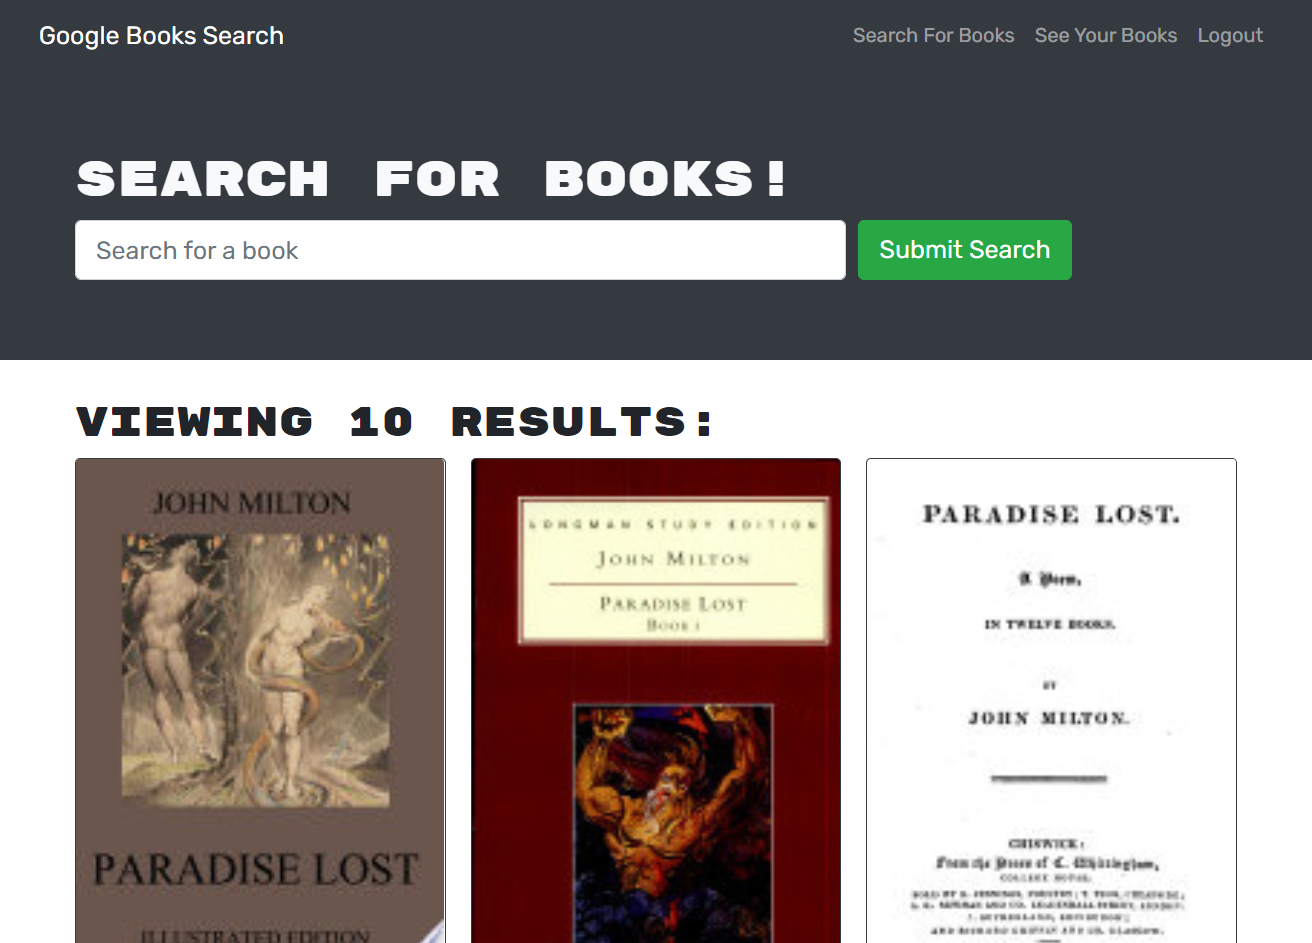 Google Books Search
Search For Books
See Your Books
Logout
SEARCH FOR BOOKS!
Search for a book
Submit Search
VIEWING 10 RESULTS:
JOHN MILTON
PARADISE LOST
ILLUSTRATED EDITION
LONGMAN STUDY EDITION
JOHN MILTON
PARADISE LOST
BOOK I
PARADISE LOST.
A Poem,
IN TWELVE BOOKS.
BY
JOHN MILTON.
CHISWICK:
From the Press of C. Whittingham,
COLLEGE HOUSE.